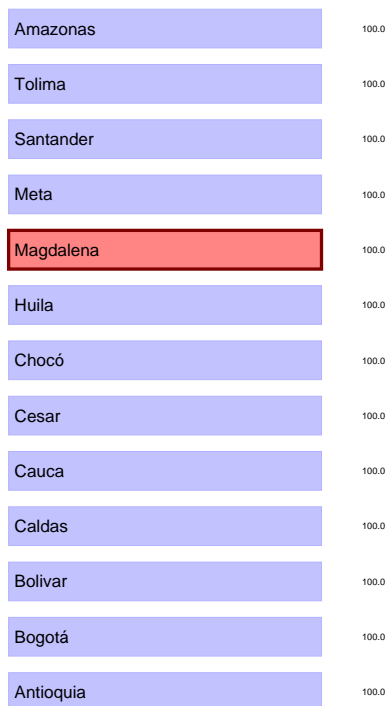 Amazonas 100.0
Tolima 100.0
Santander 100.0
Meta 100.0
Magdalena 100.0
Huila 100.0
Chocó 100.0
Cesar 100.0
Cauca 100.0
Caldas 100.0
Bolivar 100.0
Bogotá 100.0
Antioquia 100.0